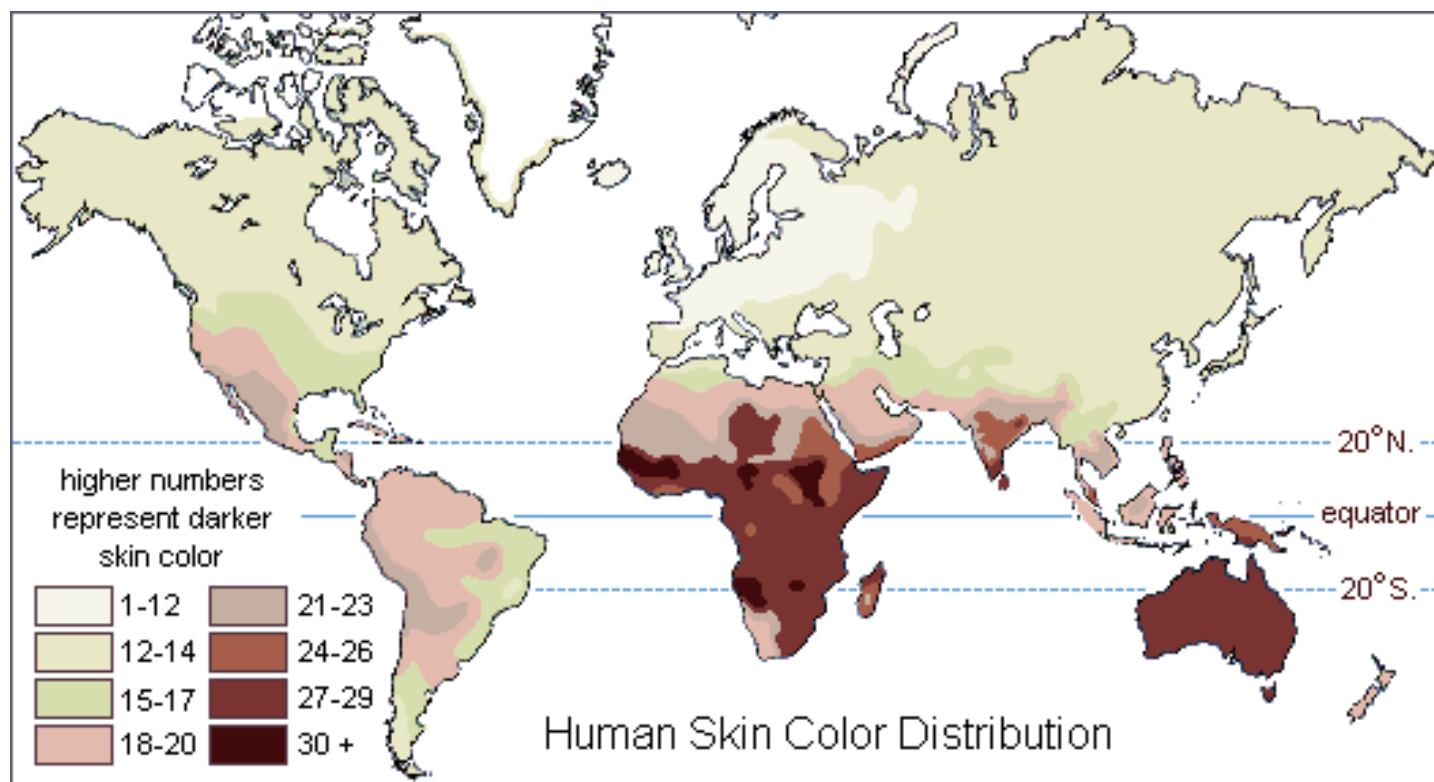 20°N.
higher numbers
represent darker
skin color
equator
20°S.
1-12
21-23
12-14
24-26
15-17
27-29
18-20
30 +
Human Skin Color Distribution